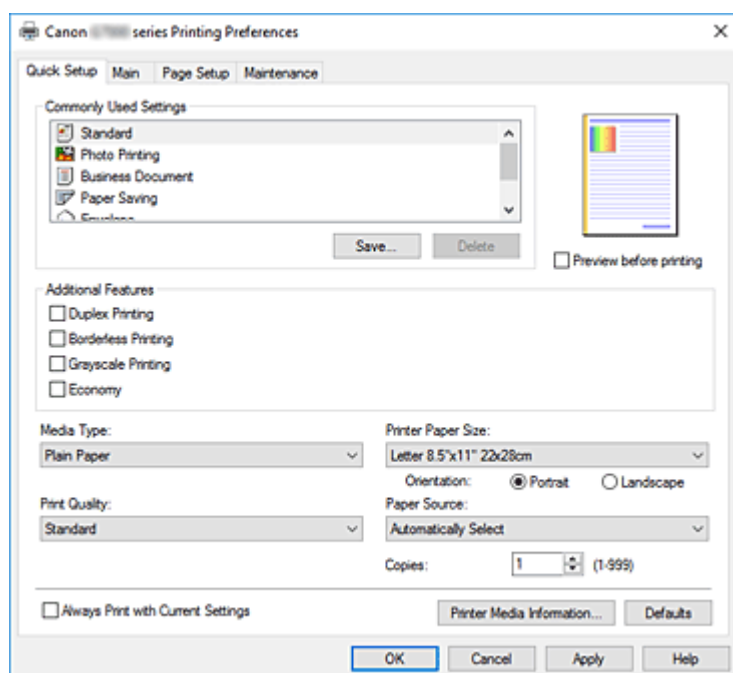 Canon series Printing Preferences
Quick Setup Main Page Setup Maintenance
Commonly Used Settings
Standard
Photo Printing
Business Document
Paper Saving
Save... Delete
Preview before printing
Additional Features
Duplex Printing
Borderless Printing
Grayscale Printing
Economy
Media Type: Printer Paper Size:
Plain Paper Letter 8.5"x11" 22x28cm
Orientation: Portrait Landscape
Print Quality: Paper Source:
Standard Automatically Select
Copies: 1 (1-999)
Always Print with Current Settings Printer Media Information... Defaults
OK Cancel Apply Help